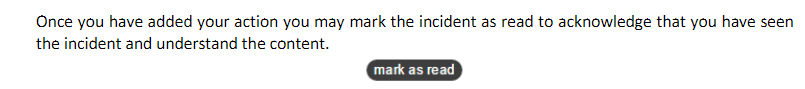 Once you have added your action you may mark the incident as read to acknowledge that you have seen
the incident and understand the content.
mark as read